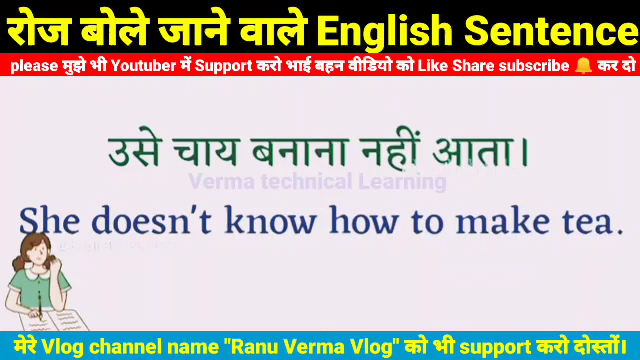 रोज बोले जाने वाले English Sentence
please मुझे भी Youtuber में Support करो भाई बहन वीडियो को Like Share subscribe 🔔 कर दो
उसे चाय बनाना नहीं आता।
Verma technical Learning
She doesn't know how to make tea.
मेरे Vlog channel name "Ranu Verma Vlog" को भी support करो दोस्तों।